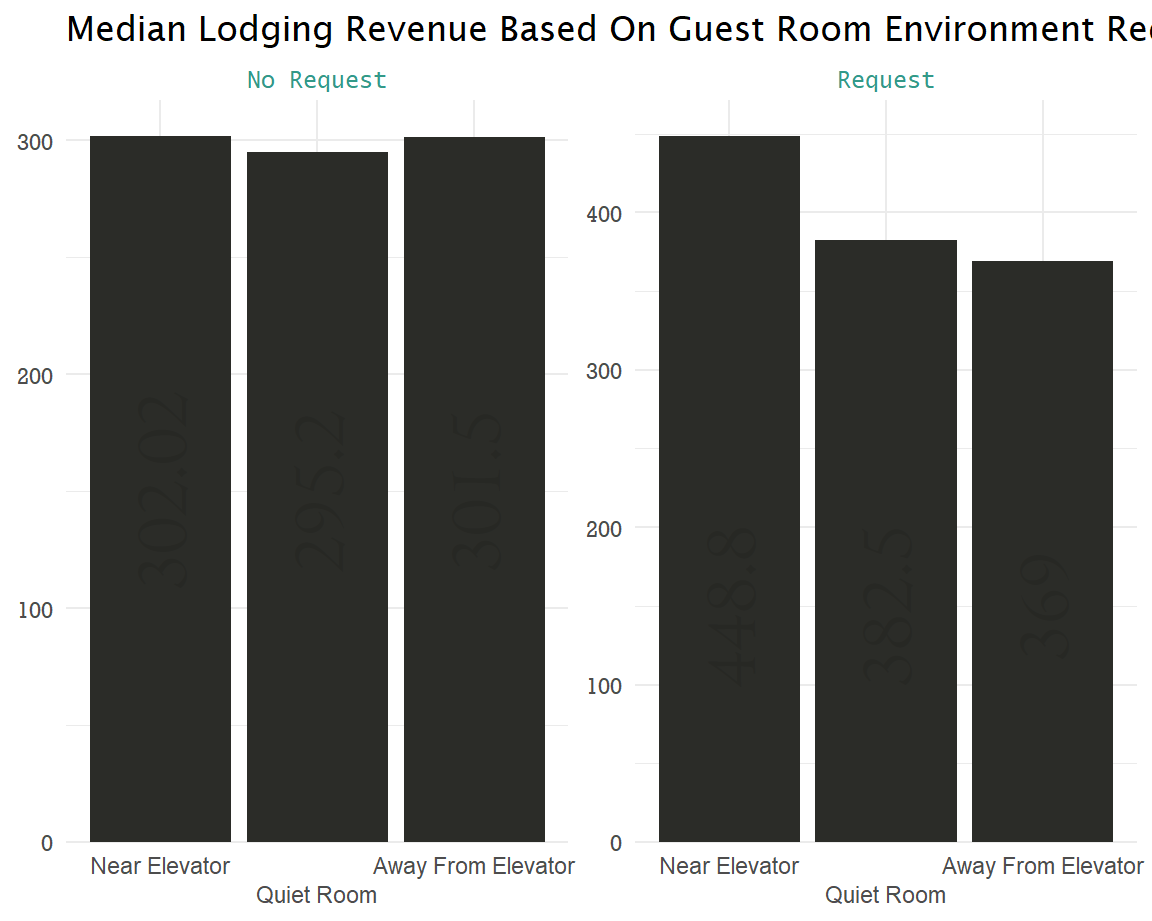 Median Lodging Revenue Based On Guest Room Environment
No Request
300
200
100
0
302.02
295.2
301.5
Near Elevator
Quiet Room
Away From Elevator
Request
400
300
200
100
0
448.8
382.5
369
Near Elevator
Quiet Room
Away From Elevator